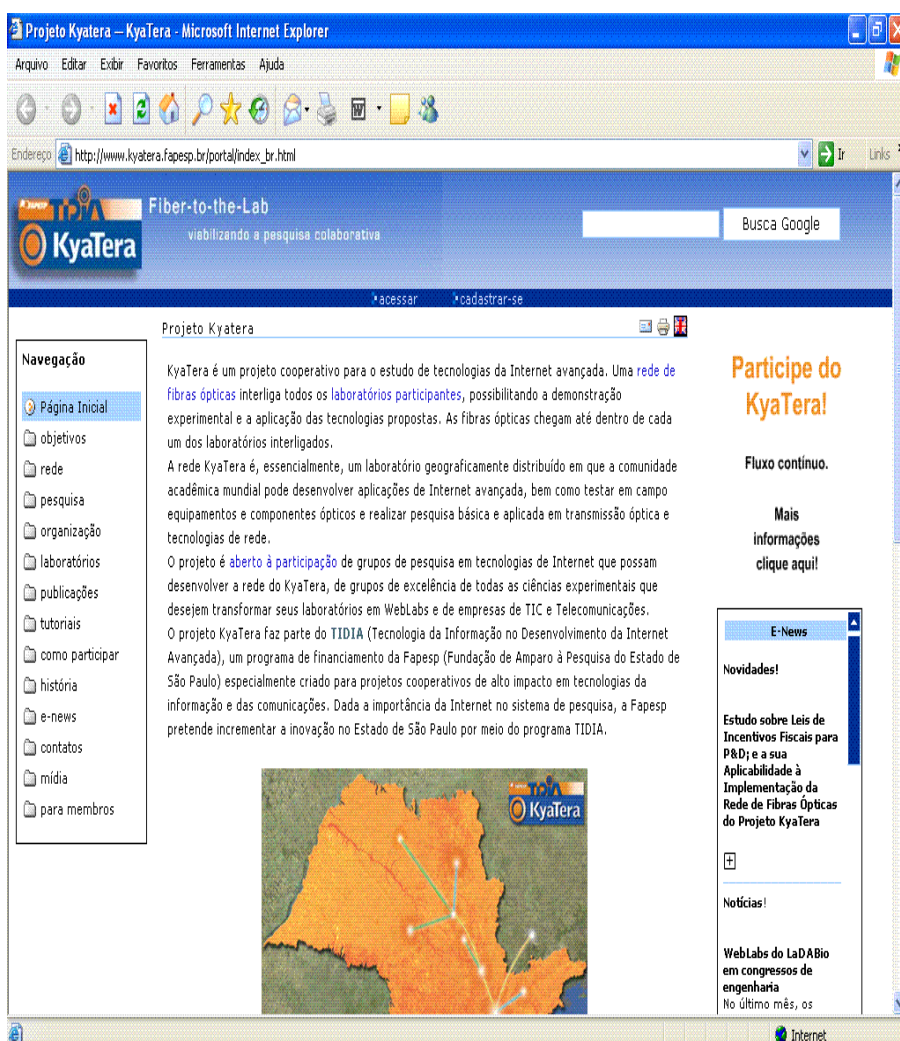 Projeto Kyatera — KyaTera - Microsoft Internet Explorer
Arquivo Editar Exibir Favoritos Ferramentas Ajuda
Endereço http://www.kyatera.fapesp.br/portal/index_br.html Ir Links
FAPESP
TIDIA
KyaTera
Fiber-to-the-Lab
viabilizando a pesquisa colaborativa
Busca Google
acessar cadastrar-se
Navegação
Página Inicial
objetivos
rede
pesquisa
organização
laboratórios
publicações
tutoriais
como participar
história
e-news
contatos
mídia
para membros
Projeto Kyatera
KyaTera é um projeto cooperativo para o estudo de tecnologias da Internet avançada. Uma rede de
fibras ópticas interliga todos os laboratórios participantes, possibilitando a demonstração
experimental e a aplicação das tecnologias propostas. As fibras ópticas chegam até dentro de cada
um dos laboratórios interligados.
A rede KyaTera é, essencialmente, um laboratório geograficamente distribuído em que a comunidade
acadêmica mundial pode desenvolver aplicações de Internet avançada, bem como testar em campo
equipamentos e componentes ópticos e realizar pesquisa básica e aplicada em transmissão óptica e
tecnologias de rede.
O projeto é aberto à participação de grupos de pesquisa em tecnologias de Internet que possam
desenvolver a rede do KyaTera, de grupos de excelência de todas as ciências experimentais que
desejem transformar seus laboratórios em WebLabs e de empresas de TIC e Telecomunicações.
O projeto KyaTera faz parte do TIDIA (Tecnologia da Informação no Desenvolvimento da Internet
Avançada), um programa de financiamento da Fapesp (Fundação de Amparo à Pesquisa do Estado de
São Paulo) especialmente criado para projetos cooperativos de alto impacto em tecnologias da
informação e das comunicações. Dada a importância da Internet no sistema de pesquisa, a Fapesp
pretende incrementar a inovação no Estado de São Paulo por meio do programa TIDIA.
TIDIA
KyaTera
Participe do
KyaTera!
Fluxo contínuo.
Mais
informações
clique aqui!
E-News
Novidades!
Estudo sobre Leis de
Incentivos Fiscais para
P&D; e a sua
Aplicabilidade à
Implementação da
Rede de Fibras Ópticas
do Projeto KyaTera
Notícias!
WebLabs do LaDABio
em congressos de
engenharia
No último mês, os
Internet